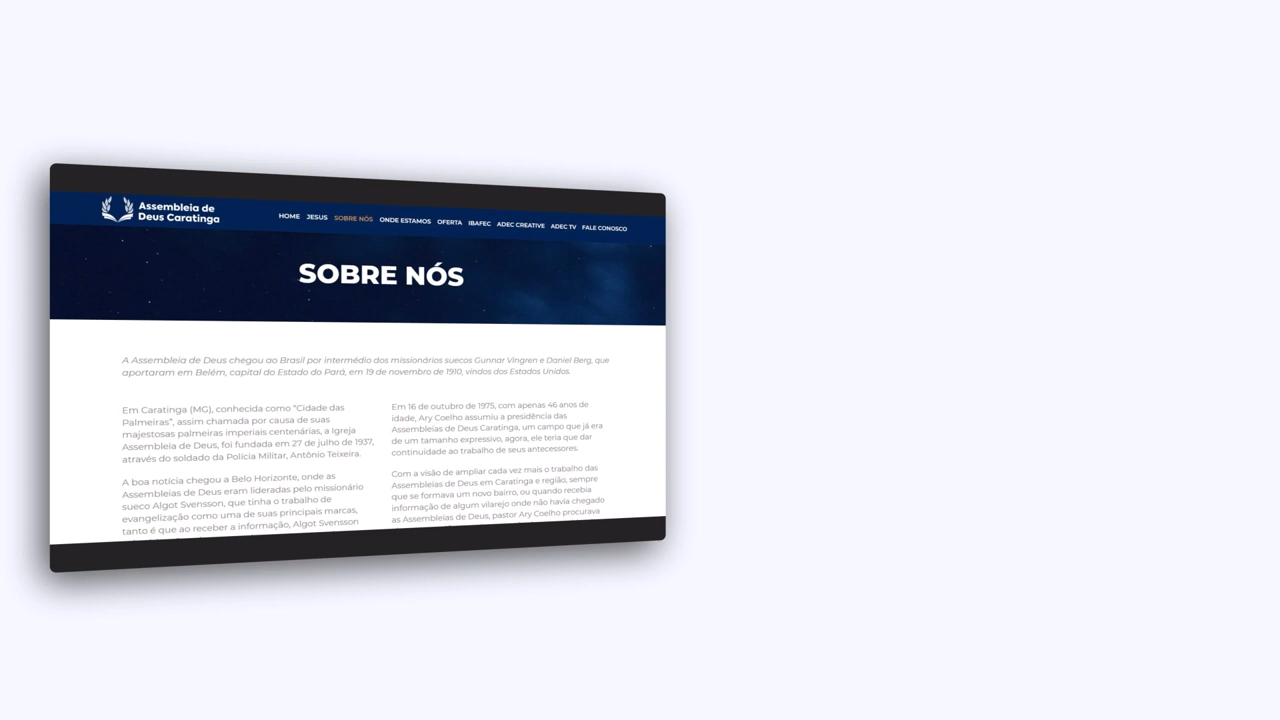 Assembleia de
Deus Caratinga
HOME JESUS SOBRE NÓS ONDE ESTAMOS OFERTA IBAFEC ADEC CREATIVE ADEC TV FALE CONOSCO
SOBRE NÓS
A Assembleia de Deus chegou ao Brasil por intermédio dos missionários suecos Gunnar Vingren e Daniel Berg, que
aportaram em Belém, capital do Estado do Pará, em 19 de novembro de 1910, vindos dos Estados Unidos.
Em Caratinga (MG), conhecida como “Cidade das
Palmeiras”, assim chamada por causa de suas
majestosas palmeiras imperiais centenárias, a Igreja
Assembleia de Deus, foi fundada em 27 de julho de 1937,
através do soldado da Polícia Militar, Antônio Teixeira.
A boa notícia chegou a Belo Horizonte, onde as
Assembleias de Deus eram lideradas pelo missionário
sueco Algot Svensson, que tinha o trabalho de
evangelização como uma de suas principais marcas,
tanto é que ao receber a informação, Algot Svensson
Em 16 de outubro de 1975, com apenas 46 anos de
idade, Ary Coelho assumiu a presidência das
Assembleias de Deus Caratinga, um campo que já era
de um tamanho expressivo, agora, ele teria que dar
continuidade ao trabalho de seus antecessores.
Com a visão de ampliar cada vez mais o trabalho das
Assembleias de Deus em Caratinga e região, sempre
que se formava um novo bairro, ou quando recebia
informação de algum vilarejo onde não havia chegado
as Assembleias de Deus, pastor Ary Coelho procurava